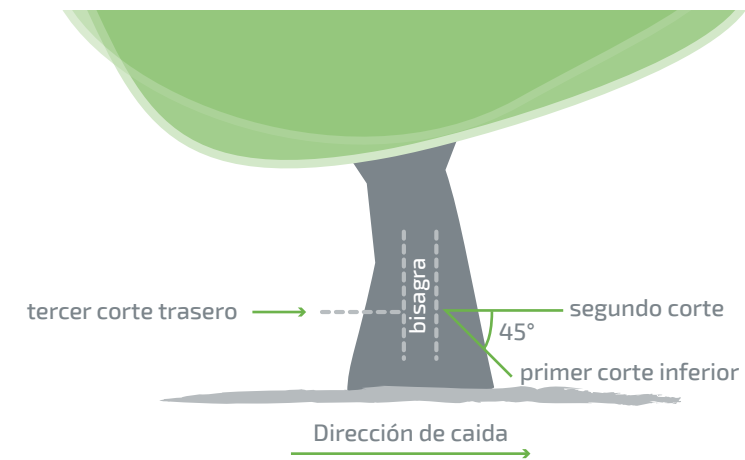 bisagra
tercer corte trasero
segundo corte
45°
primer corte inferior
Dirección de caida